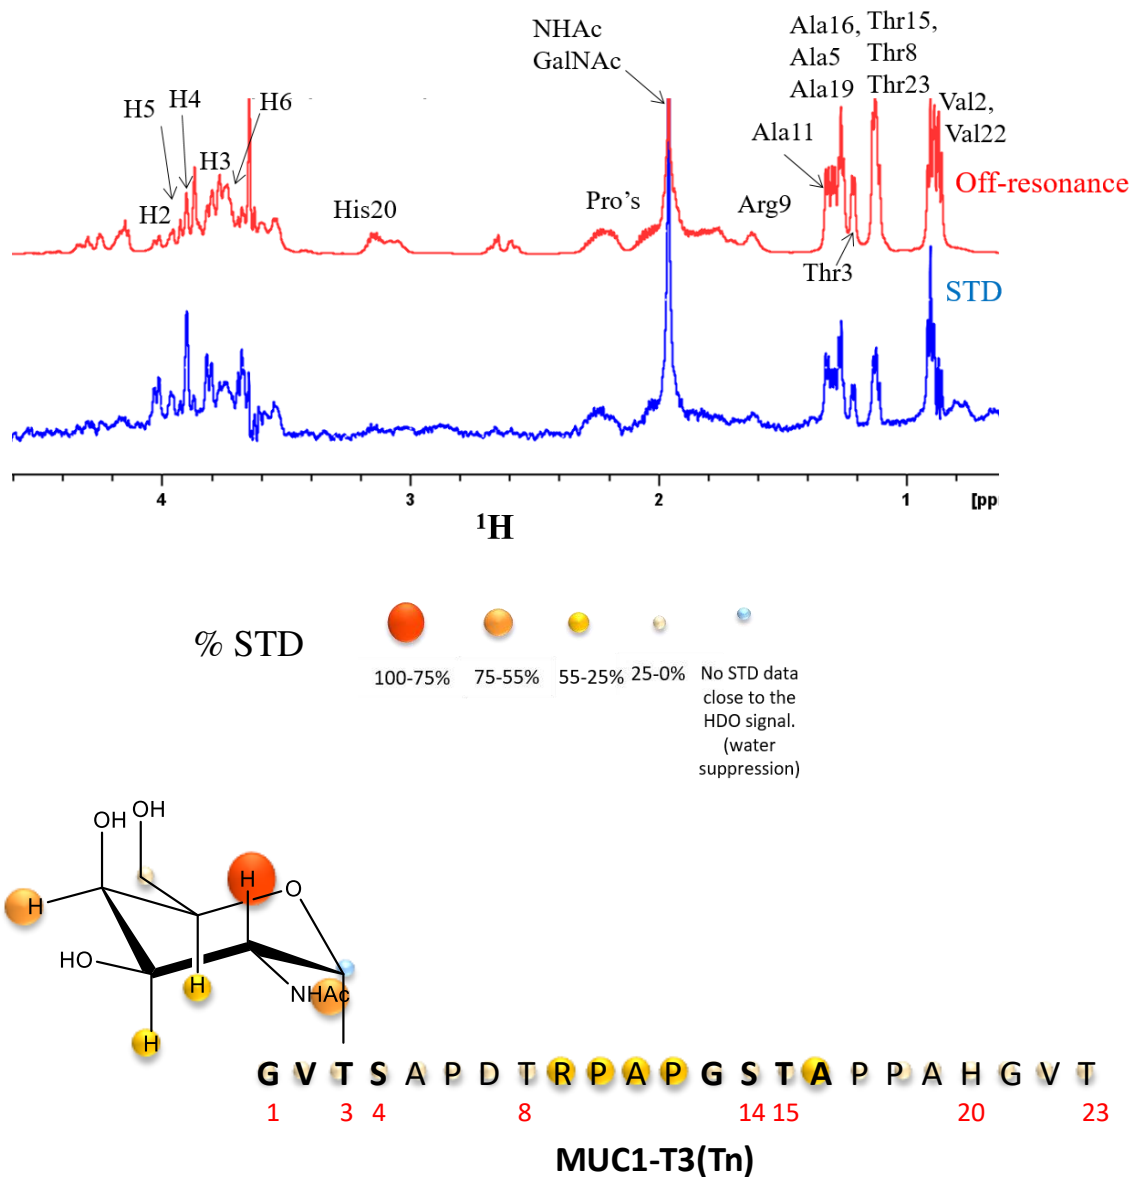 NHAc
GalNAc
Ala16,
Ala5
Ala19
Thr15,
Thr8
Thr23
Val2,
Val22
H5
H4
H6
H3
H2
His20
Pro's
Arg9
Ala11
Thr3
Off-resonance
STD
4
3
2
1
[pp
¹H
% STD
100-75%
75-55%
55-25%
25-0%
No STD data
close to the
HDO signal.
(water
suppression)
OH
OH
H
O
H
HO
H
NHAc
H
G V T S A P D T R P A P G S T A P P A H G V T
1 3 4 8 14 15 20 23
MUC1-T3(Tn)